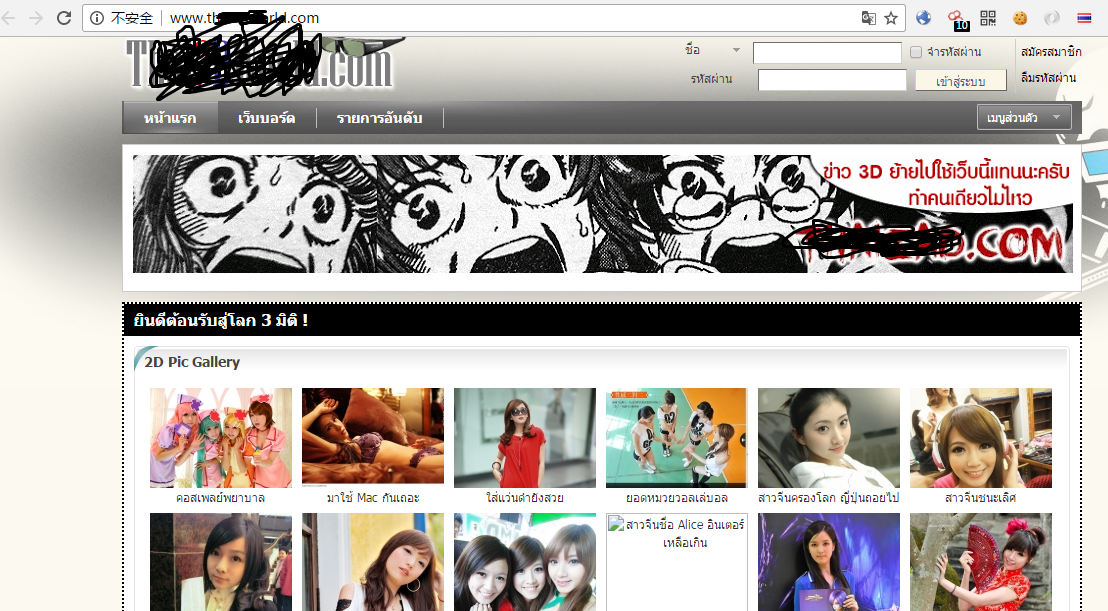 不安全
www.th
rld.com
10
.com
ชื่อ
จำรหัสผ่าน
สมัครสมาชิก
รหัสผ่าน
เข้าสู่ระบบ
ลืมรหัสผ่าน
หน้าแรก
เว็บบอร์ด
รายการอันดับ
เมนูส่วนตัว
ข่าว 3D ย้ายไปใช้เว็บนี้แทนนะครับ
ทำคนเดียวไม่ไหว
.COM
ยินดีต้อนรับสู่โลก 3 มิติ !
2D Pic Gallery
คอสเพลย์พยาบาล
มาใช้ Mac กันเถอะ
ใส่แว่นดำยังสวย
ยอดหมวยวอลเล่บอล
สาวจีนครองโลก ญี่ปุ่นถอยไป
สาวจีนชนะเลิศ
สาวจีนชื่อ Alice อินเตอร์
เหลือเกิน